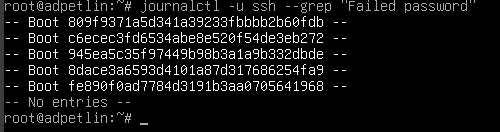 root@adpetlin:~# journalctl -u ssh --grep "Failed password"
-- Boot 809f9371a5d341a39233fbbbb2b60fdb --
-- Boot c6ecec3fd6534abe8e520f54de3eb272 --
-- Boot 945ea5c35f97449b98b3a1a9b332dbde --
-- Boot 8dace3a6593d4101a87d317686254fa9 --
-- Boot fe890f0ad7784d3191b3aa0705641968 --
-- No entries --
root@adpetlin:~# _